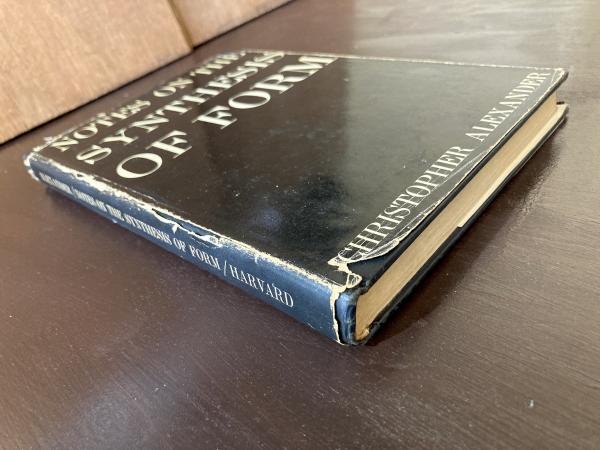 NOTES ON THE
SYNTHESIS
OF FORM
CHRISTOPHER ALEXANDER
ALEXANDER / NOTES ON THE SYNTHESIS OF FORM / HARVARD